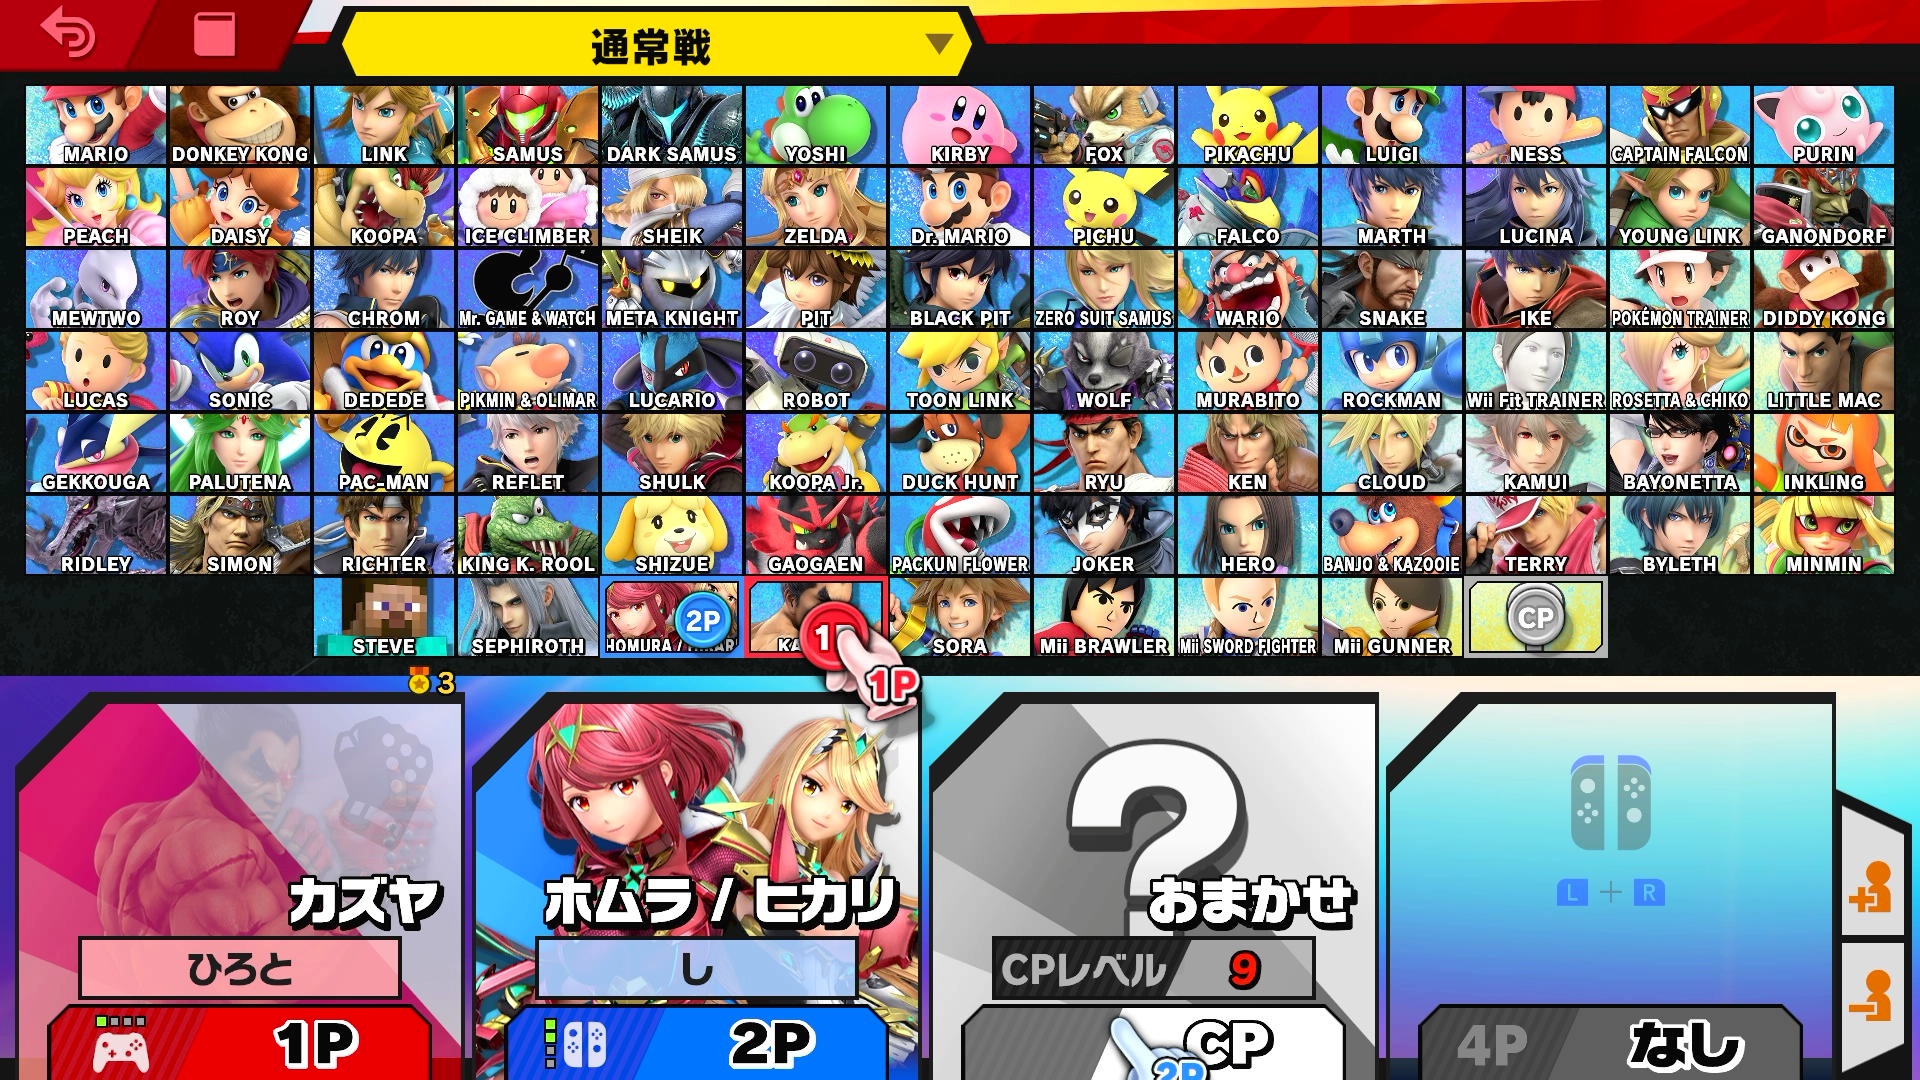 通常戦
MARIO DONKEY KONG LINK SAMUS DARK SAMUS YOSHI KIRBY FOX PIKACHU LUIGI NESS CAPTAIN FALCON PURIN
PEACH DAISY KOOPA ICE CLIMBER SHEIK ZELDA Dr. MARIO PICHU FALCO MARTH LUCINA YOUNG LINK GANONDORF
MEWTWO ROY CHROM Mr. GAME & WATCH META KNIGHT PIT BLACK PIT ZERO SUIT SAMUS WARIO SNAKE IKE POKÉMON TRAINER DIDDY KONG
LUCAS SONIC DEDEDE PIKMIN & OLIMAR LUCARIO ROBOT TOON LINK WOLF MURABITO ROCKMAN Wii Fit TRAINER ROSETTA & CHIKO LITTLE MAC
GEKKOUGA PALUTENA PAC-MAN REFLET SHULK KOOPA Jr. DUCK HUNT RYU KEN CLOUD KAMUI BAYONETTA INKLING
RIDLEY SIMON RICHTER KING K. ROOL SHIZUE GAOGAEN PACKUN FLOWER JOKER HERO BANJO & KAZOOIE TERRY BYLETH MINMIN
2P 1P CP
STEVE SEPHIROTH HOMURA / KA SORA Mii BRAWLER Mii SWORD FIGHTER Mii GUNNER
3 1P
カズヤ ホムラ / ヒカリ おまかせ L + R
ひろと し CPレベル 9
1P 2P CP 4P なし
2P